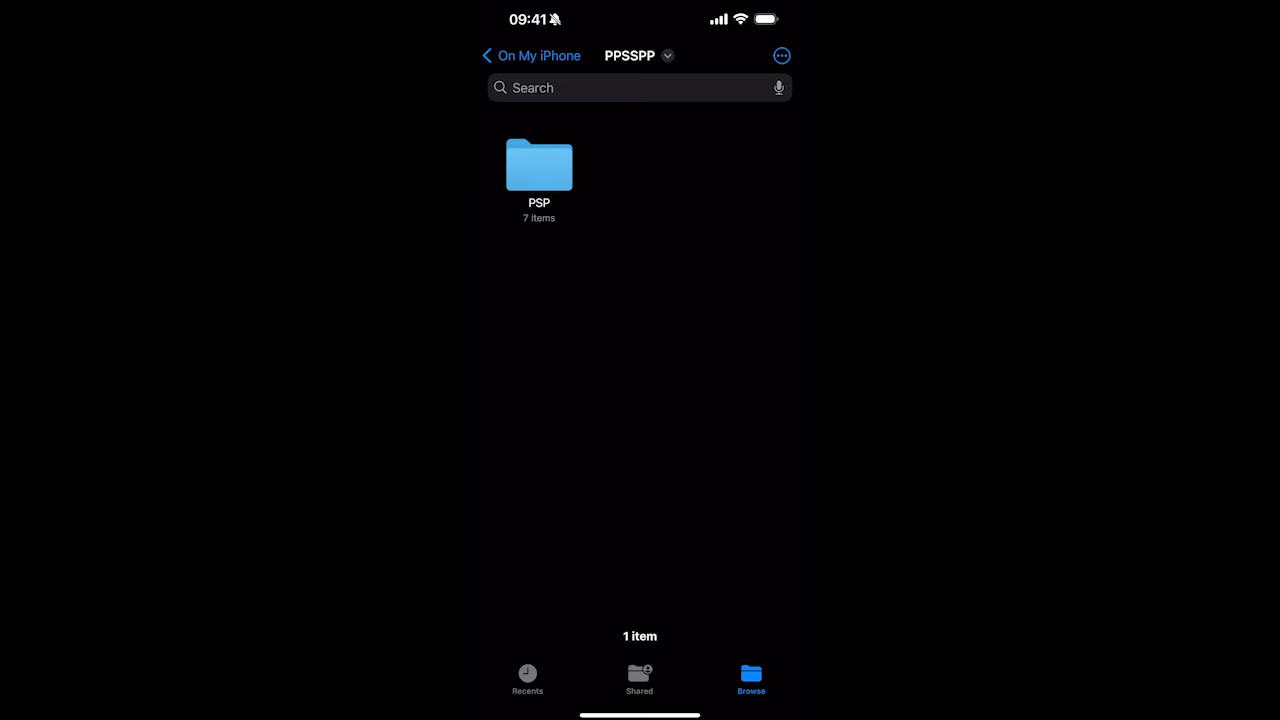 09:41
On My iPhone
PPSSPP
Search
PSP
7 items
1 item
Recents
Shared
Browse